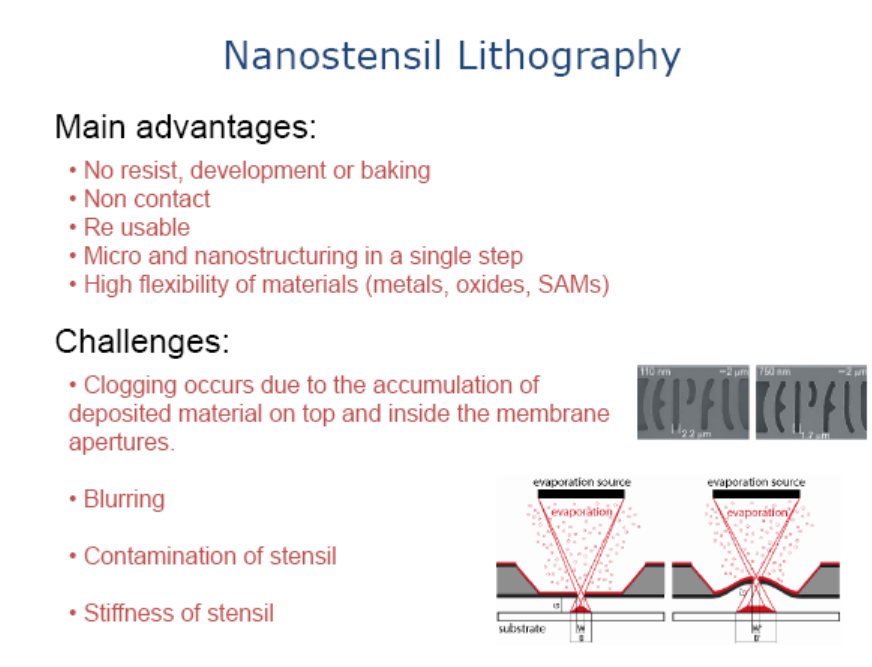 Nanostensil Lithography
Main advantages:
• No resist, development or baking
• Non contact
• Re usable
• Micro and nanostructuring in a single step
• High flexibility of materials (metals, oxides, SAMs)
Challenges:
• Clogging occurs due to the accumulation of
deposited material on top and inside the membrane
apertures.
110 nm
−2 μm
750 nm
−2 μm
2.2 μm
1.7 μm
• Blurring
• Contamination of stensil
• Stiffness of stensil
evaporation source
evaporation source
evaporation
evaporation
G
G'
substrate
W
B
W'
B'